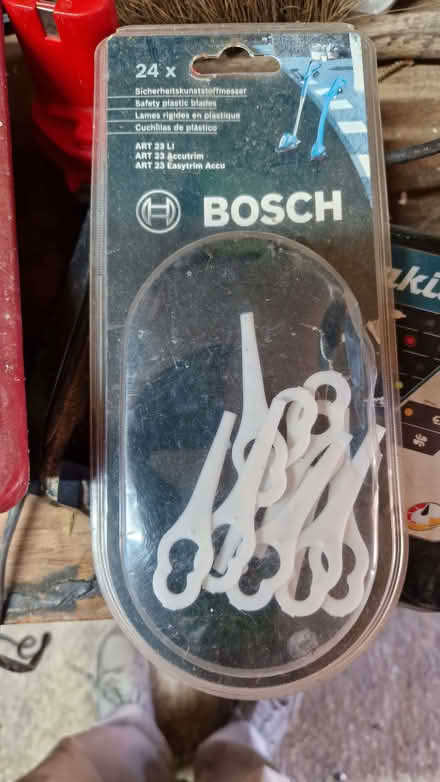 24 x
Sicherheitskunststoffmesser
Safety plastic blades
Lames rigides en plastique
Cuchillas de plástico
ART 23 LI
ART 23 Accutrim
ART 23 Easytrim Accu
BOSCH
aki